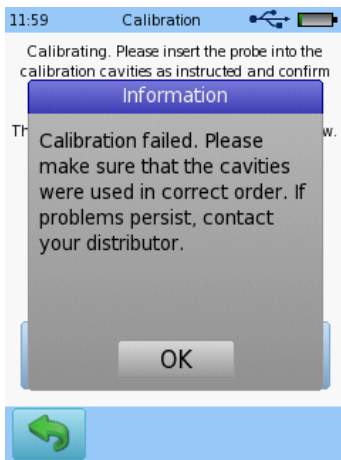 11:59 Calibration
Calibrating. Please insert the probe into the
calibration cavities as instructed and confirm
Information
Th w.
Calibration failed. Please
make sure that the cavities
were used in correct order. If
problems persist, contact
your distributor.
OK